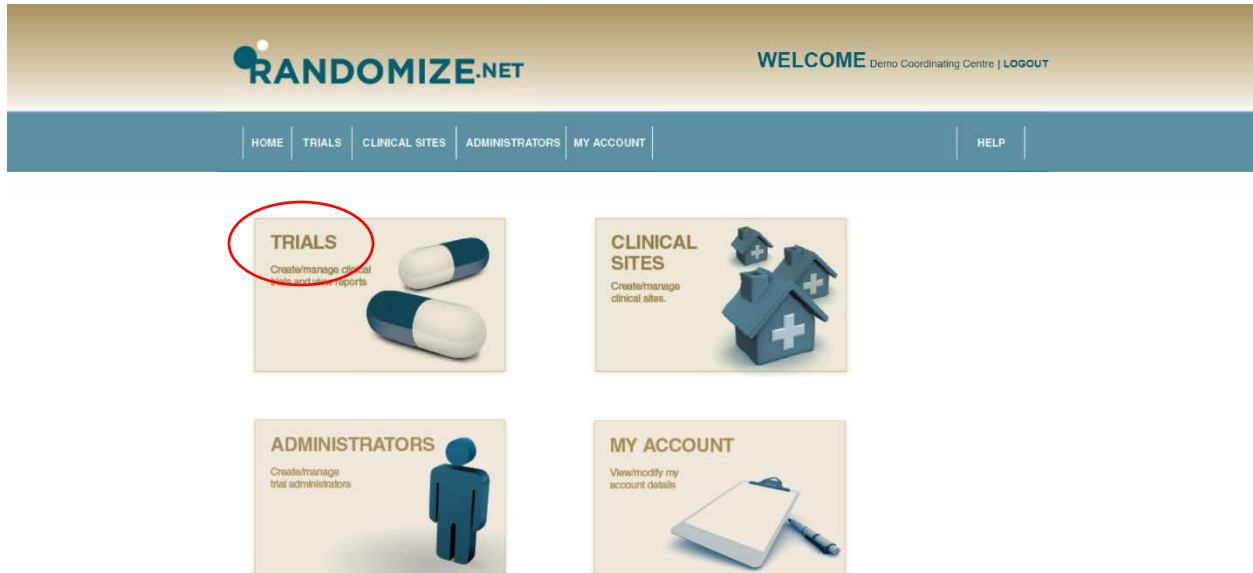 RANDOMIZE.NET
WELCOME Demo Coordinating Centre | LOGOUT
HOME TRIALS CLINICAL SITES ADMINISTRATORS MY ACCOUNT HELP
TRIALS
Create/manage clinical
trials and view reports
CLINICAL
SITES
Create/manage
clinical sites.
ADMINISTRATORS
Create/manage
trial administrators
MY ACCOUNT
View/modify my
account details